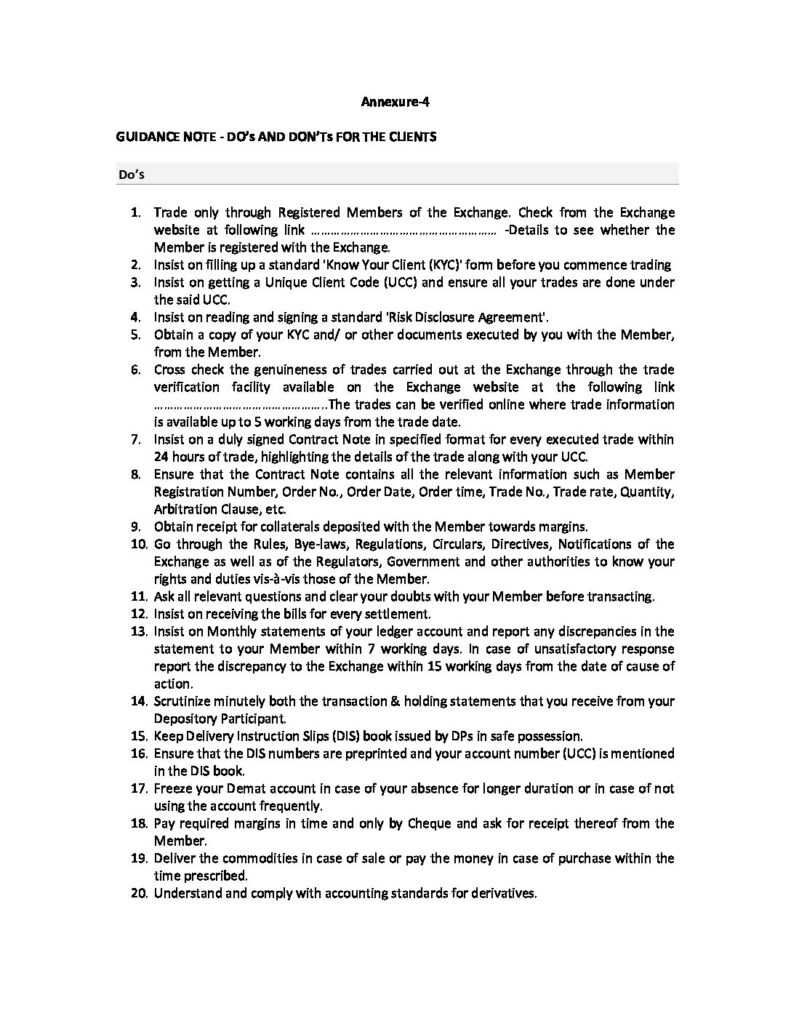 Annexure-4
GUIDANCE NOTE - DO's AND DON'Ts FOR THE CLIENTS
Do's
1. Trade only through Registered Members of the Exchange. Check from the Exchange
website at following link …………………………………………………… -Details to see whether the
Member is registered with the Exchange.
2. Insist on filling up a standard 'Know Your Client (KYC)' form before you commence trading
3. Insist on getting a Unique Client Code (UCC) and ensure all your trades are done under
the said UCC.
4. Insist on reading and signing a standard 'Risk Disclosure Agreement'.
5. Obtain a copy of your KYC and/ or other documents executed by you with the Member,
from the Member.
6. Cross check the genuineness of trades carried out at the Exchange through the trade
verification facility available on the Exchange website at the following link
………………………………………………..The trades can be verified online where trade information
is available up to 5 working days from the trade date.
7. Insist on a duly signed Contract Note in specified format for every executed trade within
24 hours of trade, highlighting the details of the trade along with your UCC.
8. Ensure that the Contract Note contains all the relevant information such as Member
Registration Number, Order No., Order Date, Order time, Trade No., Trade rate, Quantity,
Arbitration Clause, etc.
9. Obtain receipt for collaterals deposited with the Member towards margins.
10. Go through the Rules, Bye-laws, Regulations, Circulars, Directives, Notifications of the
Exchange as well as of the Regulators, Government and other authorities to know your
rights and duties vis-à-vis those of the Member.
11. Ask all relevant questions and clear your doubts with your Member before transacting.
12. Insist on receiving the bills for every settlement.
13. Insist on Monthly statements of your ledger account and report any discrepancies in the
statement to your Member within 7 working days. In case of unsatisfactory response
report the discrepancy to the Exchange within 15 working days from the date of cause of
action.
14. Scrutinize minutely both the transaction & holding statements that you receive from your
Depository Participant.
15. Keep Delivery Instruction Slips (DIS) book issued by DPs in safe possession.
16. Ensure that the DIS numbers are preprinted and your account number (UCC) is mentioned
in the DIS book.
17. Freeze your Demat account in case of your absence for longer duration or in case of not
using the account frequently.
18. Pay required margins in time and only by Cheque and ask for receipt thereof from the
Member.
19. Deliver the commodities in case of sale or pay the money in case of purchase within the
time prescribed.
20. Understand and comply with accounting standards for derivatives.